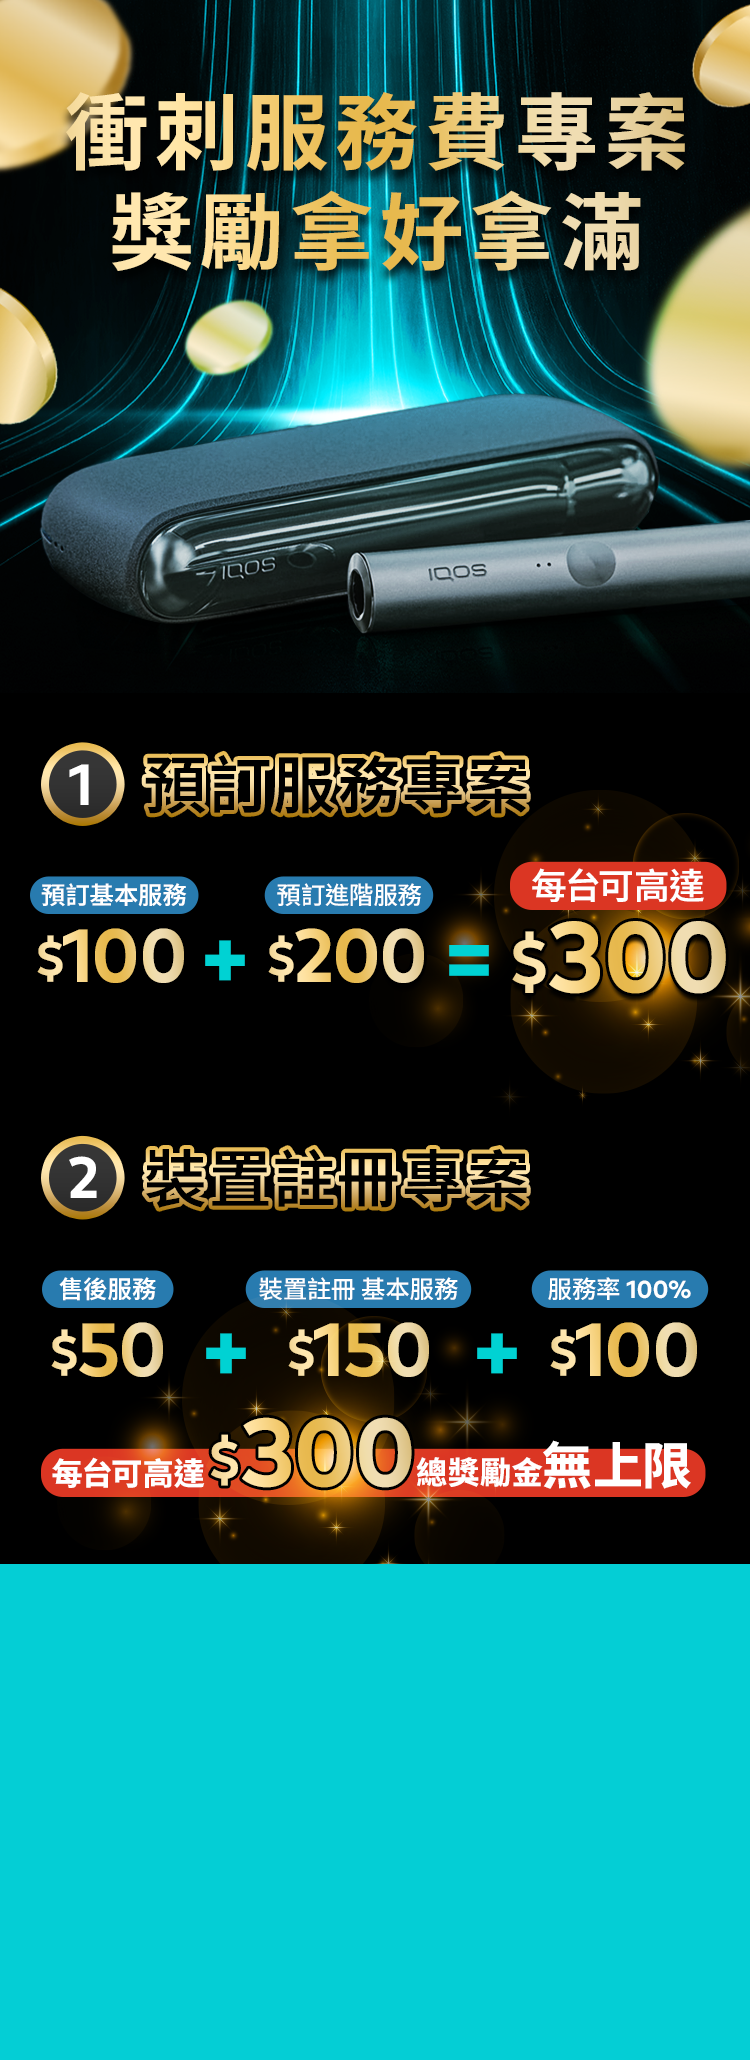 衝刺服務費專案
獎勵拿好拿滿
IQOS
IQOS
1 預訂服務專案
預訂基本服務 預訂進階服務 每台可高達
$100 + $200 = $300
2 裝置註冊專案
售後服務 裝置註冊 基本服務 服務率 100%
$50 + $150 + $100
每台可高達 $300 總獎勵金無上限